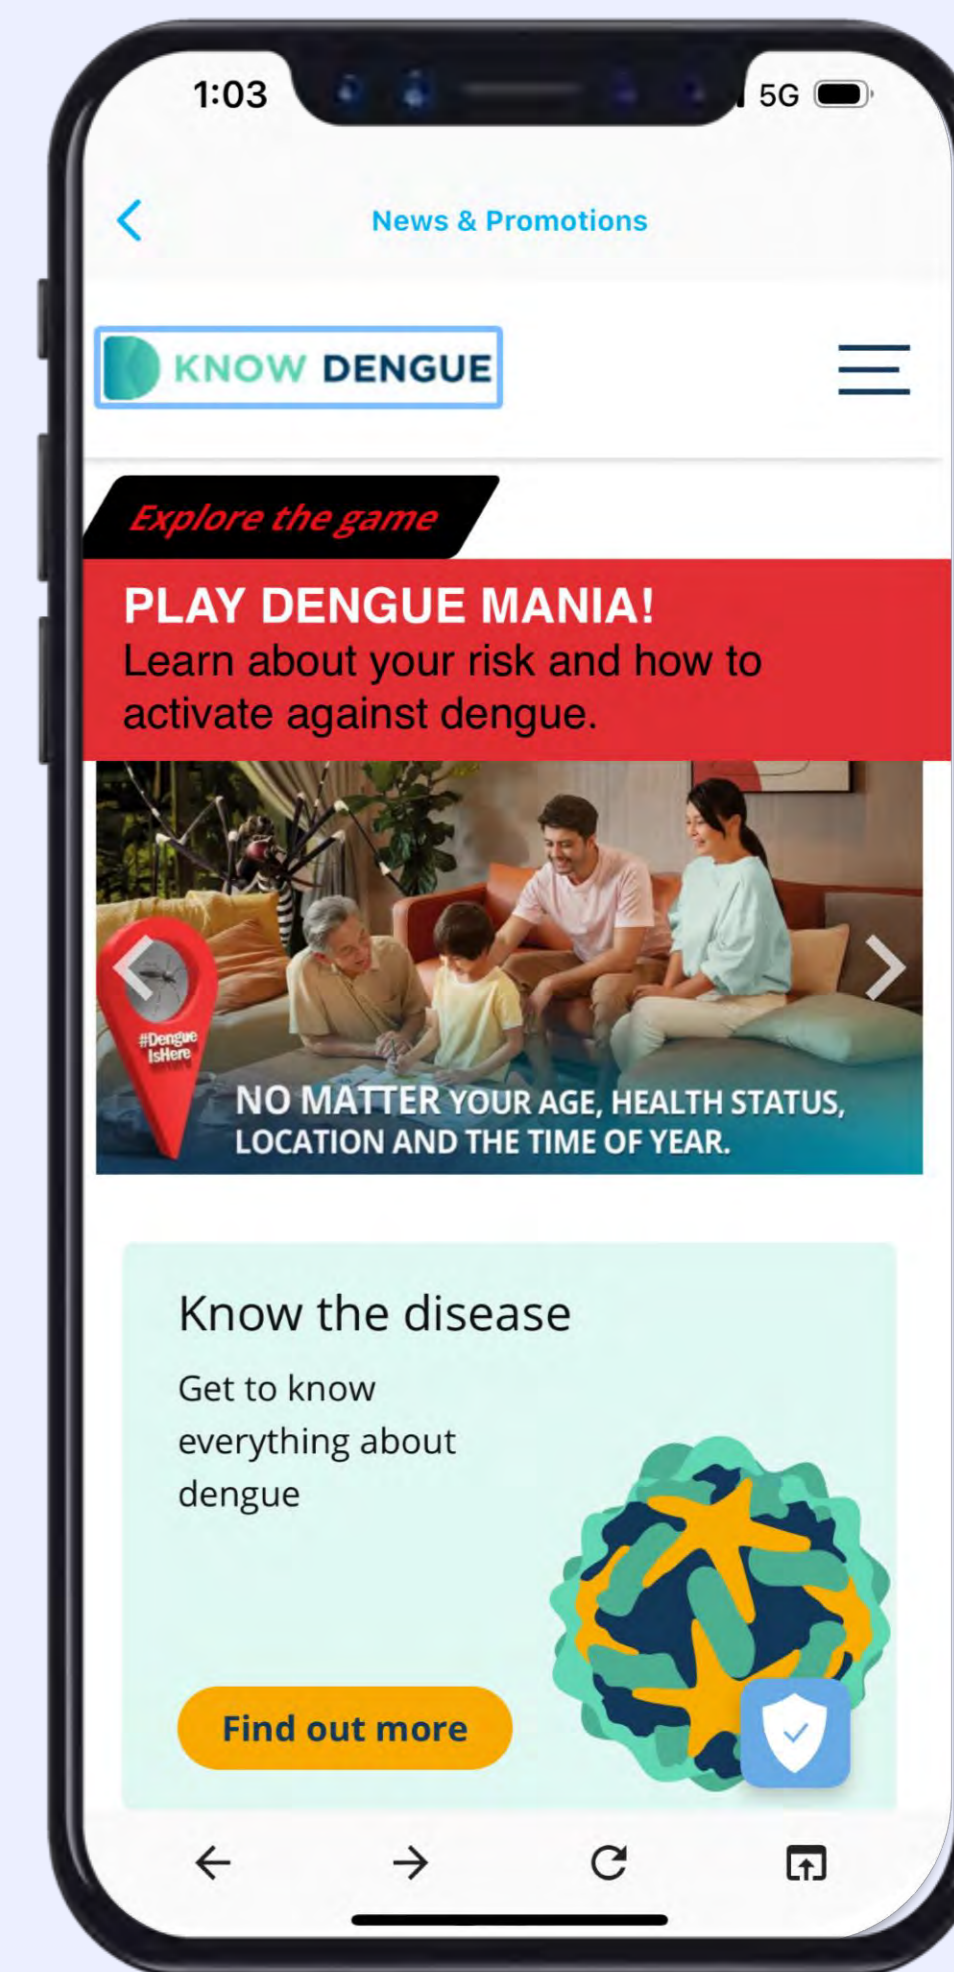 1:03
5G
News & Promotions
KNOW DENGUE
Explore the game
PLAY DENGUE MANIA!
Learn about your risk and how to
activate against dengue.
#Dengue
IsHere
NO MATTER YOUR AGE, HEALTH STATUS,
LOCATION AND THE TIME OF YEAR.
Know the disease
Get to know
everything about
dengue
Find out more